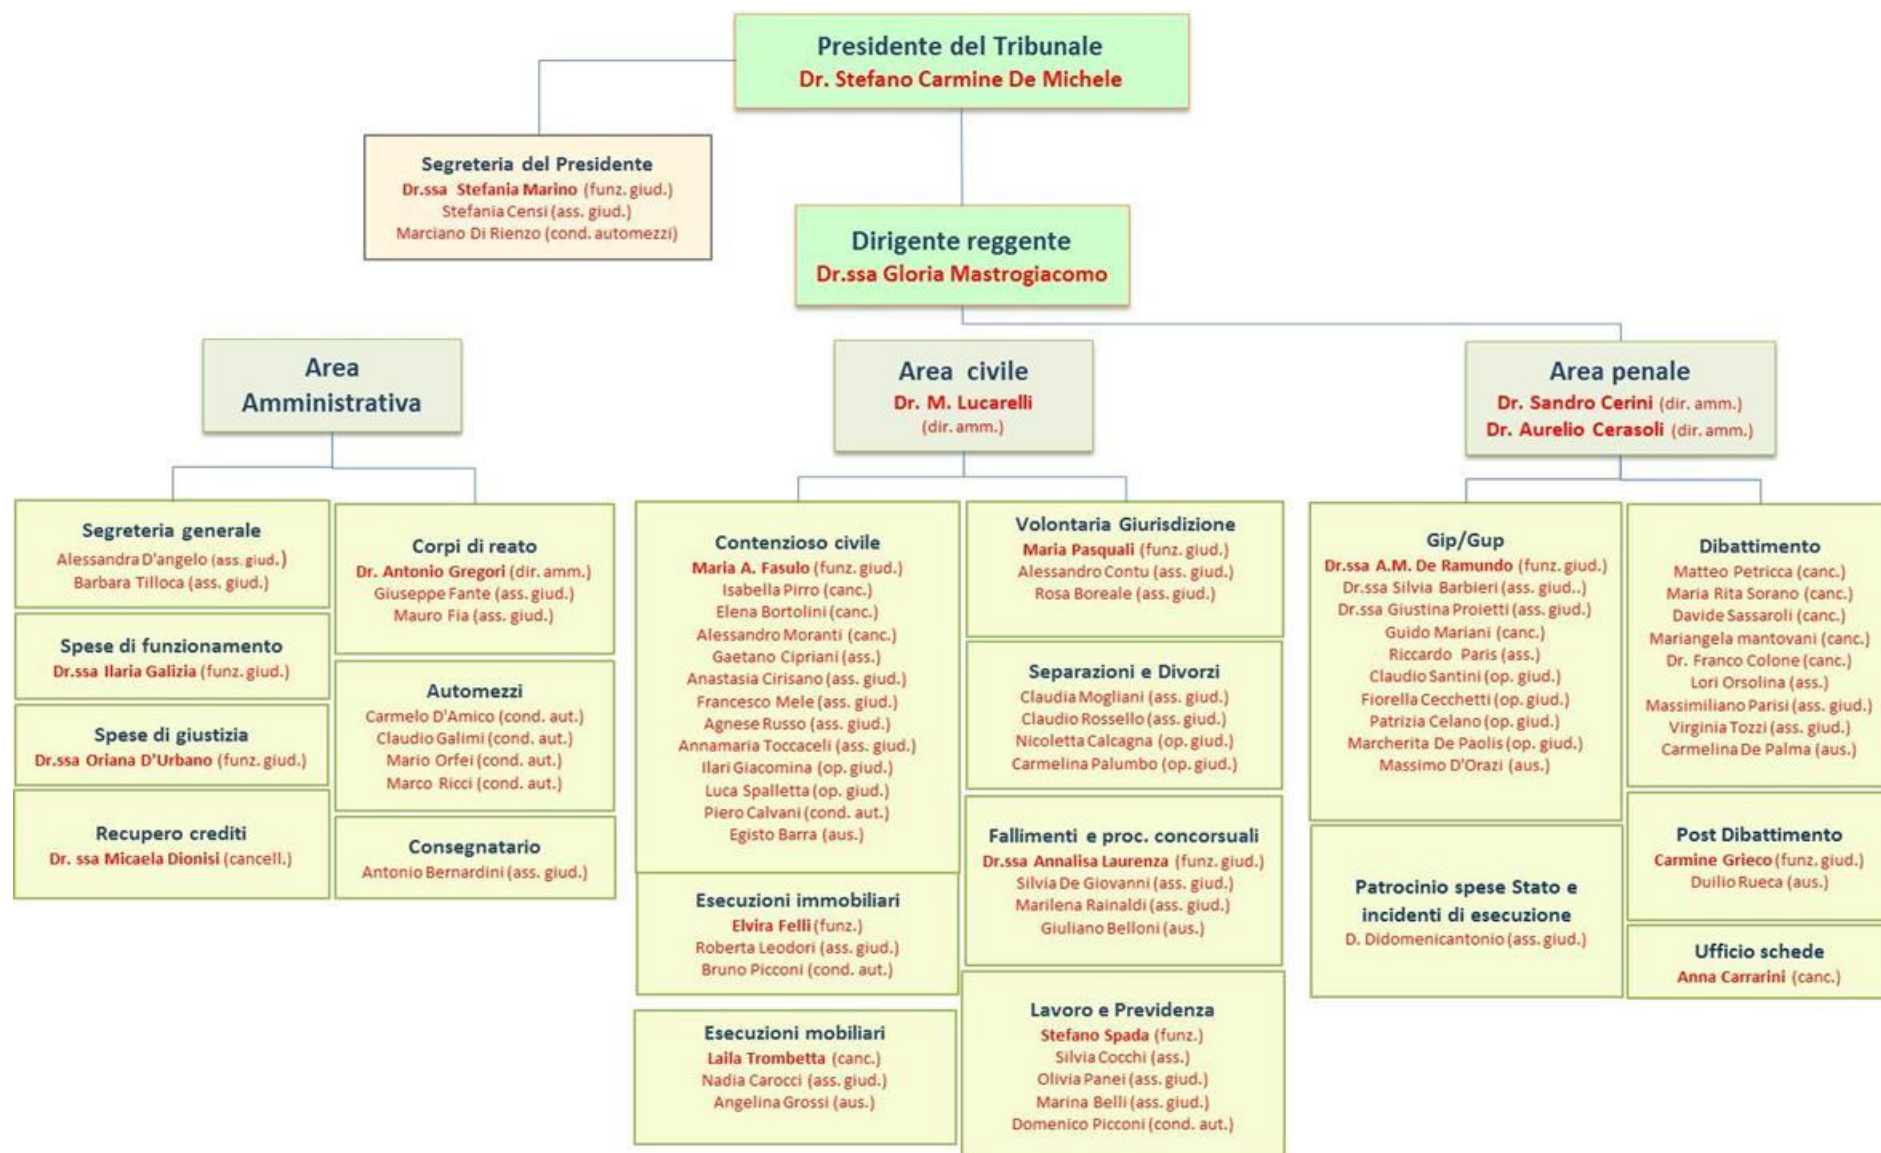 Presidente del Tribunale
Dr. Stefano Carmine De Michele
Segreteria del Presidente
Dr.ssa Stefania Marino (funz. giud.)
Stefania Censi (ass. giud.)
Marciano Di Rienzo (cond. automezzi)
Dirigente reggente
Dr.ssa Gloria Mastrogiacomo
Area
Amministrativa
Segreteria generale
Alessandra D'angelo (ass. giud.)
Barbara Tilloca (ass. giud.)
Spese di funzionamento
Dr.ssa Ilaria Galizia (funz. giud.)
Spese di giustizia
Dr.ssa Oriana D'Urbano (funz. giud.)
Recupero crediti
Dr. ssa Micaela Dionisi (cancell.)
Corpi di reato
Dr. Antonio Gregori (dir. amm.)
Giuseppe Fante (ass. giud.)
Mauro Fia (ass. giud.)
Automezzi
Carmelo D'Amico (cond. aut.)
Claudio Galimi (cond. aut.)
Mario Orfei (cond. aut.)
Marco Ricci (cond. aut.)
Consegnatario
Antonio Bernardini (ass. giud.)
Area civile
Dr. M. Lucarelli
(dir. amm.)
Contenzioso civile
Maria A. Fasulo (funz. giud.)
Isabella Pirro (canc.)
Elena Bortolini (canc.)
Alessandro Moranti (canc.)
Gaetano Cipriani (ass.)
Anastasia Cirisano (ass. giud.)
Francesco Mele (ass. giud.)
Agnese Russo (ass. giud.)
Annamaria Toccaceli (ass. giud.)
Ilari Giacomina (op. giud.)
Luca Spalletta (op. giud.)
Piero Calvani (cond. aut.)
Egisto Barra (aus.)
Esecuzioni immobiliari
Elvira Felli (funz.)
Roberta Leodori (ass. giud.)
Bruno Picconi (cond. aut.)
Esecuzioni mobiliari
Laila Trombetta (canc.)
Nadia Carocci (ass. giud.)
Angelina Grossi (aus.)
Volontaria Giurisdizione
Maria Pasquali (funz. giud.)
Alessandro Contu (ass. giud.)
Rosa Boreale (ass. giud.)
Separazioni e Divorzi
Claudia Mogliani (ass. giud.)
Claudio Rossello (ass. giud.)
Nicoletta Calcagna (op. giud.)
Carmelina Palumbo (op. giud.)
Fallimenti e proc. concorsuali
Dr.ssa Annalisa Laurenza (funz. giud.)
Silvia De Giovanni (ass. giud.)
Marilena Rainaldi (ass. giud.)
Giuliano Belloni (aus.)
Lavoro e Previdenza
Stefano Spada (funz.)
Silvia Cocchi (ass.)
Olivia Panei (ass. giud.)
Marina Belli (ass. giud.)
Domenico Picconi (cond. aut.)
Area penale
Dr. Sandro Cerini (dir. amm.)
Dr. Aurelio Cerasoli (dir. amm.)
Gip/Gup
Dr.ssa A.M. De Ramundo (funz. giud.)
Dr.ssa Silvia Barbieri (ass. giud..)
Dr.ssa Giustina Proietti (ass. giud.)
Guido Mariani (canc.)
Riccardo Paris (ass.)
Claudio Santini (op. giud.)
Fiorella Cecchetti (op. giud.)
Patrizia Celano (op. giud.)
Marcherita De Paolis (op. giud.)
Massimo D'Orazi (aus.)
Patrocinio spese Stato e
incidenti di esecuzione
D. Didomenicantonio (ass. giud.)
Dibattimento
Matteo Petricca (canc.)
Maria Rita Sorano (canc.)
Davide Sassaroli (canc.)
Mariangela mantovani (canc.)
Dr. Franco Colone (canc.)
Lori Orsolina (ass.)
Massimiliano Parisi (ass. giud.)
Virginia Tozzi (ass. giud.)
Carmelina De Palma (aus.)
Post Dibattimento
Carmine Grieco (funz. giud.)
Duilio Rueca (aus.)
Ufficio schede
Anna Carrarini (canc.)